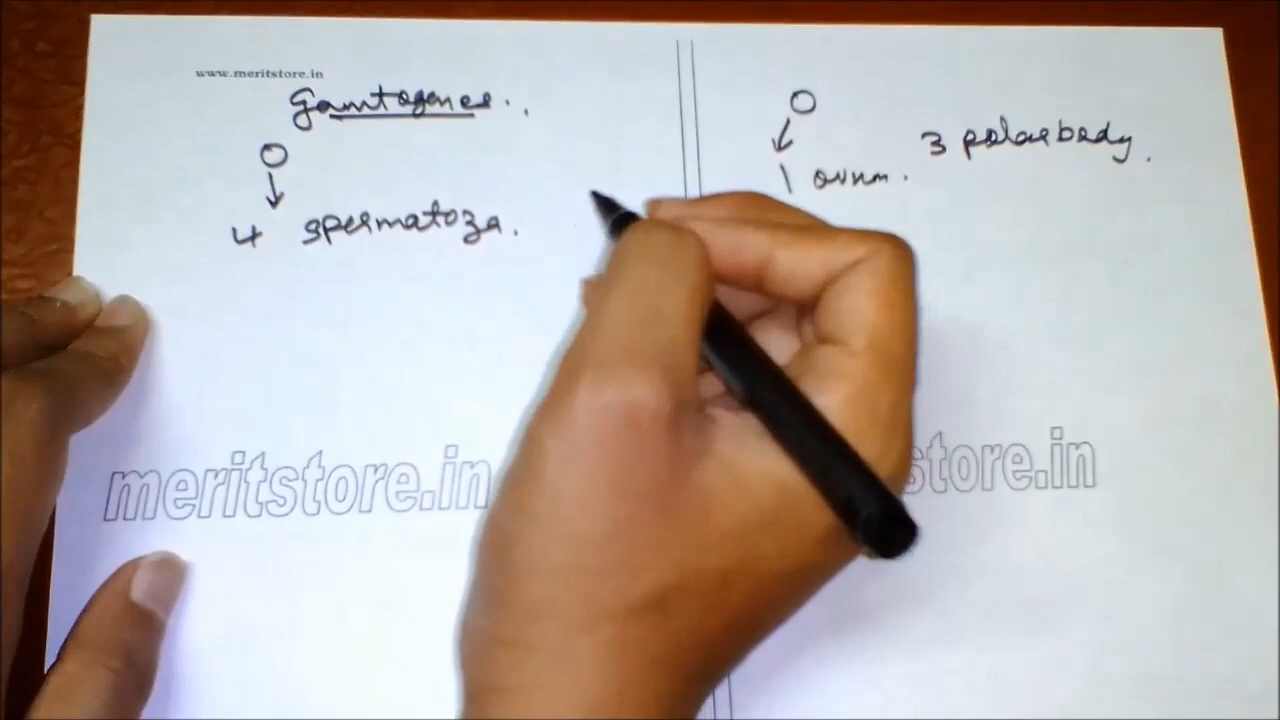 www.meritstore.in
Gamtogenes..
4 spermatoza.
3 polarbody.
1 ovum.
meritstore.in
store.in